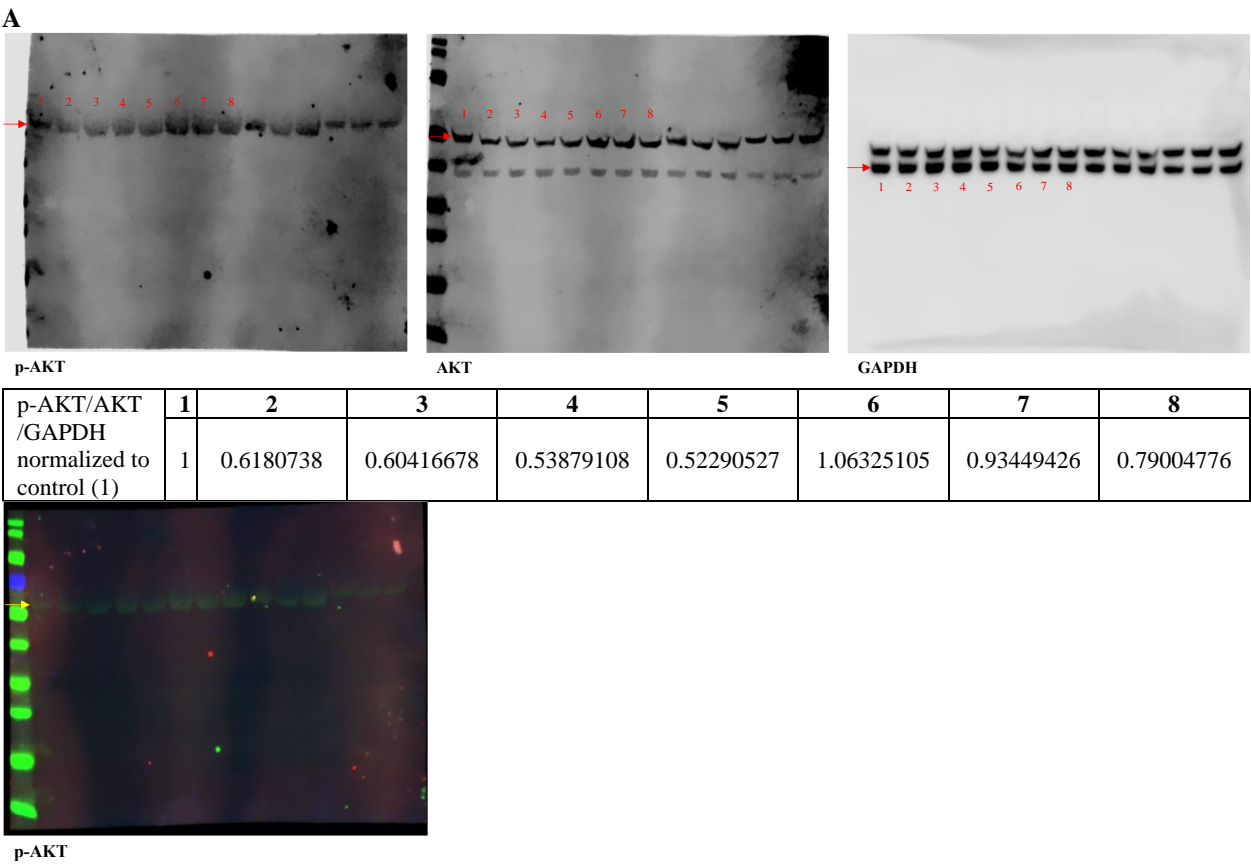 A
1 2 3 4 5 6 7 8
1 2 3 4 5 6 7 8
1 2 3 4 5 6 7 8
p-AKT
AKT
GAPDH
p-AKT/AKT
/GAPDH
normalized to
control (1)
1 2 3 4 5 6 7 8
1 0.6180738 0.60416678 0.53879108 0.52290527 1.06325105 0.93449426 0.79004776
p-AKT